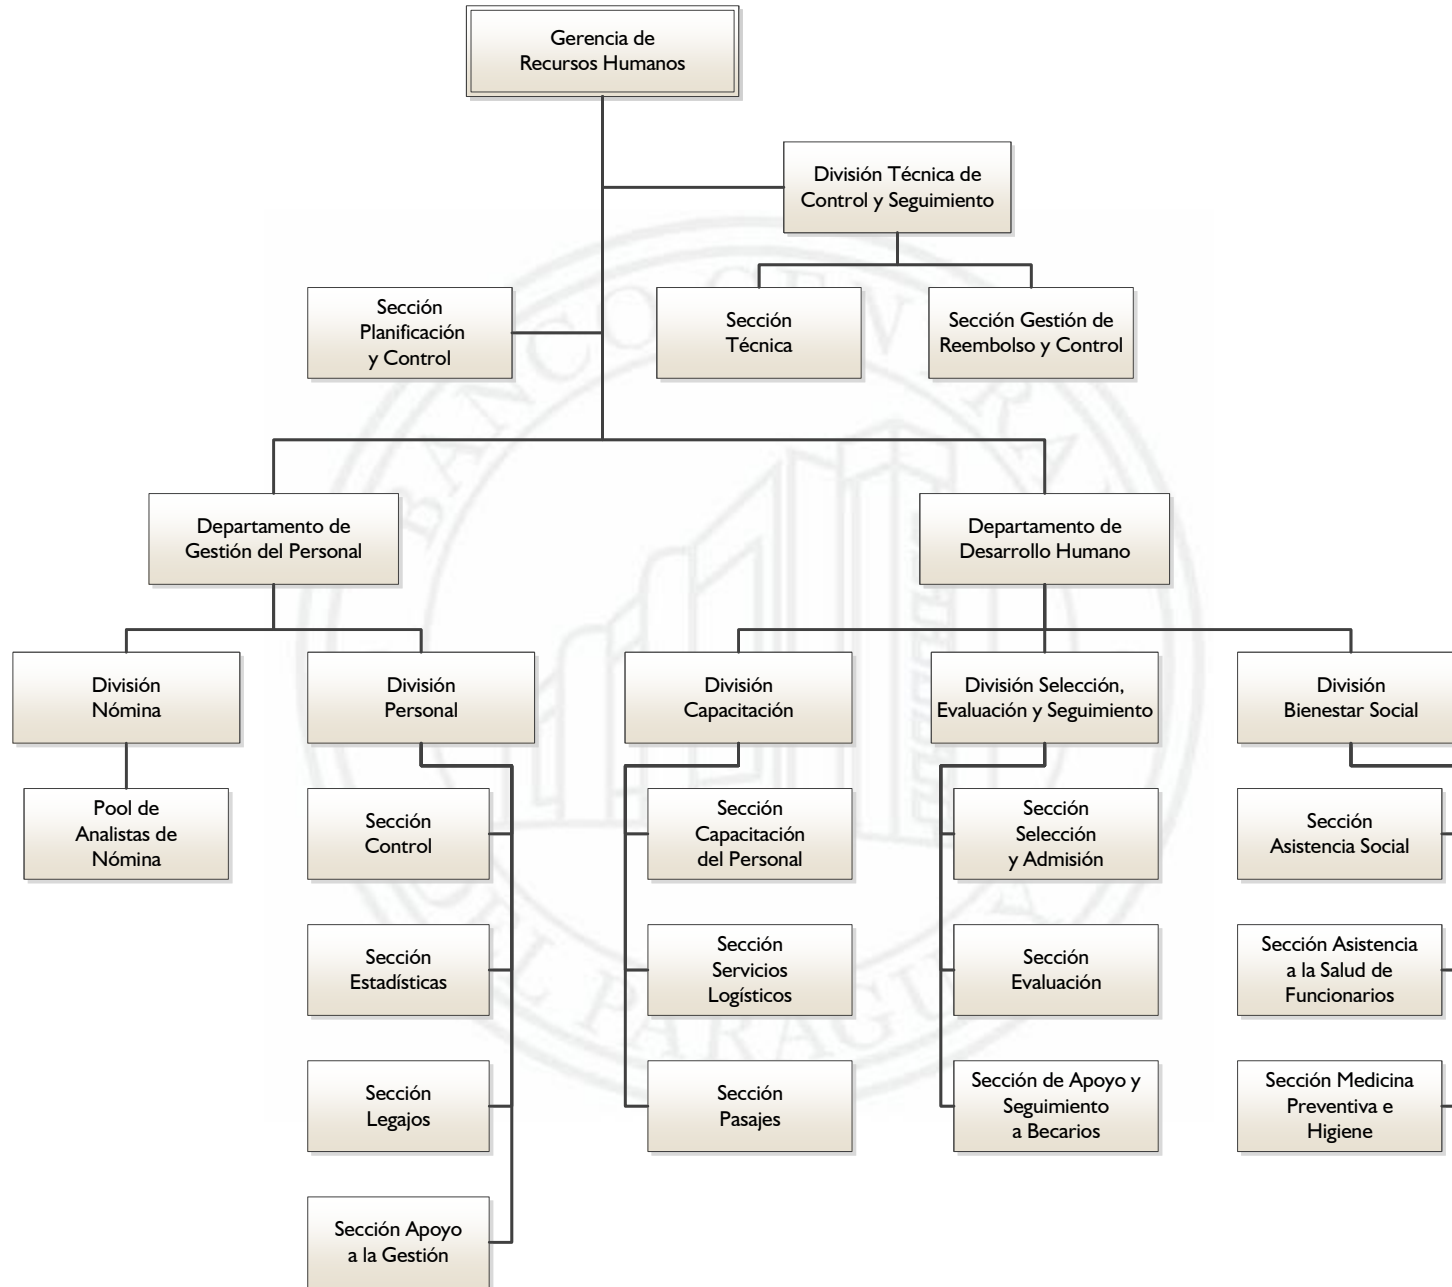 Gerencia de
Recursos Humanos
División Técnica de
Control y Seguimiento
Sección
Planificación
y Control
Sección
Técnica
Sección Gestión de
Reembolso y Control
Departamento de
Gestión del Personal
Departamento de
Desarrollo Humano
División
Nómina
División
Personal
División
Capacitación
División Selección,
Evaluación y Seguimiento
División
Bienestar Social
Pool de
Analistas de
Nómina
Sección
Control
Sección
Capacitación
del Personal
Sección
Selección
y Admisión
Sección
Asistencia Social
Sección
Estadísticas
Sección
Servicios
Logísticos
Sección
Evaluación
Sección Asistencia
a la Salud de
Funcionarios
Sección
Legajos
Sección
Pasajes
Sección de Apoyo y
Seguimiento
a Becarios
Sección Medicina
Preventiva e
Higiene
Sección Apoyo
a la Gestión
BANCO CENTRAL
DEL PARAGUAY